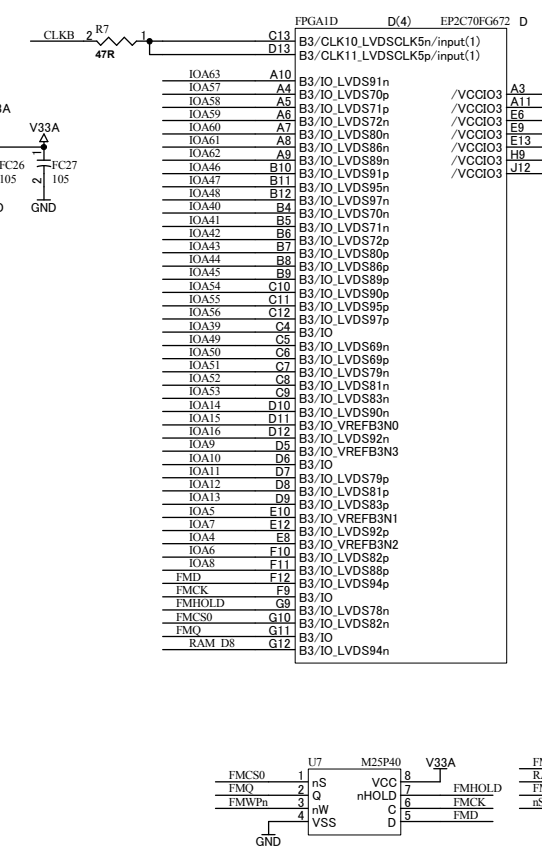 FPGA1D D(4) EP2C70FG672 D
CLKB 2 R7 1 C13 B3/CLK10_LVDSCLK5n/input(1)
47R D13 B3/CLK11_LVDSCLK5p/input(1)
IOA63 A10 B3/IO_LVDS91n
IOA57 A4 B3/IO_LVDS70p /VCCIO3 A3
IOA58 A5 B3/IO_LVDS71p /VCCIO3 A11
IOA59 A6 B3/IO_LVDS72n /VCCIO3 E6
IOA60 A7 B3/IO_LVDS80n /VCCIO3 E9
IOA61 A8 B3/IO_LVDS86n /VCCIO3 E13
IOA62 A9 B3/IO_LVDS89n /VCCIO3 H9
IOA46 B10 B3/IO_LVDS91p /VCCIO3 J12
IOA47 B11 B3/IO_LVDS95n
IOA48 B12 B3/IO_LVDS97n
IOA40 B4 B3/IO_LVDS70n
IOA41 B5 B3/IO_LVDS71n
IOA42 B6 B3/IO_LVDS72p
IOA43 B7 B3/IO_LVDS80p
IOA44 B8 B3/IO_LVDS86p
IOA45 B9 B3/IO_LVDS89p
IOA54 C10 B3/IO_LVDS90p
IOA55 C11 B3/IO_LVDS95p
IOA56 C12 B3/IO_LVDS97p
IOA39 C4 B3/IO
IOA49 C5 B3/IO_LVDS69n
IOA50 C6 B3/IO_LVDS69p
IOA51 C7 B3/IO_LVDS79n
IOA52 C8 B3/IO_LVDS81n
IOA53 C9 B3/IO_LVDS83n
IOA14 D10 B3/IO_LVDS90n
IOA15 D11 B3/IO_VREFB3N0
IOA16 D12 B3/IO_LVDS92n
IOA9 D5 B3/IO_VREFB3N3
IOA10 D6 B3/IO
IOA11 D7 B3/IO_LVDS79p
IOA12 D8 B3/IO_LVDS81p
IOA13 D9 B3/IO_LVDS83p
IOA5 E10 B3/IO_VREFB3N1
IOA7 E12 B3/IO_LVDS92p
IOA4 E8 B3/IO_VREFB3N2
IOA6 F10 B3/IO_LVDS82p
IOA8 F11 B3/IO_LVDS88p
FMD F12 B3/IO_LVDS94p
FMCK F9 B3/IO
FMHOLD G9 B3/IO_LVDS78n
FMCS0 G10 B3/IO_LVDS82n
FMQ G11 B3/IO
RAM_D8 G12 B3/IO_LVDS94n
V33A
1
FC26 FC27
105 105
2
GND
U7 M25P40 V33A
FMCS0 1 nS VCC 8
FMQ 2 Q nHOLD 7 FMHOLD
FMWPn 3 nW C 6 FMCK
4 VSS D 5 FMD
GND